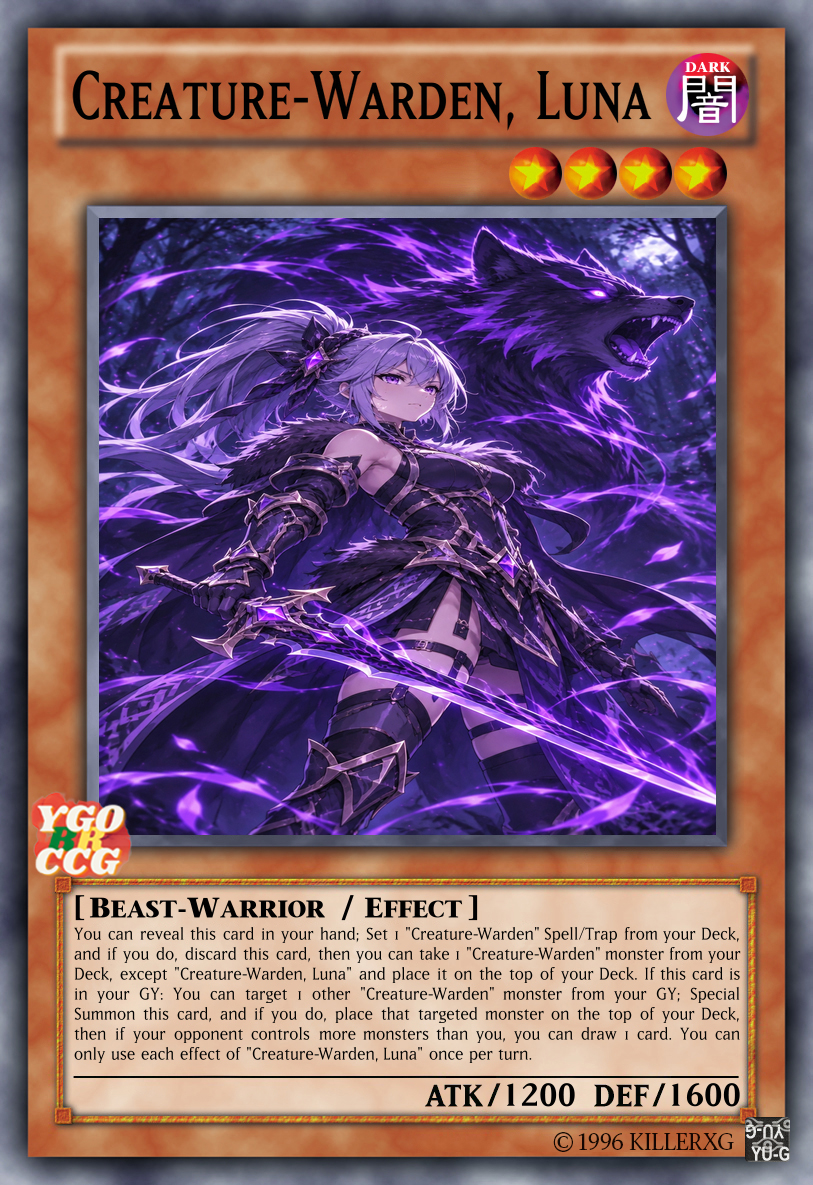 Creature-Warden, Luna
DARK
闇
YGO
BR
CCG
[ Beast-Warrior / Effect ]
You can reveal this card in your hand; Set 1 "Creature-Warden" Spell/Trap from your Deck,
and if you do, discard this card, then you can take 1 "Creature-Warden" monster from your
Deck, except "Creature-Warden, Luna" and place it on the top of your Deck. If this card is
in your GY: You can target 1 other "Creature-Warden" monster from your GY; Special
Summon this card, and if you do, place that targeted monster on the top of your Deck,
then if your opponent controls more monsters than you, you can draw 1 card. You can
only use each effect of "Creature-Warden, Luna" once per turn.
ATK/1200 DEF/1600
© 1996 KILLERXG
YU-G
YU-G